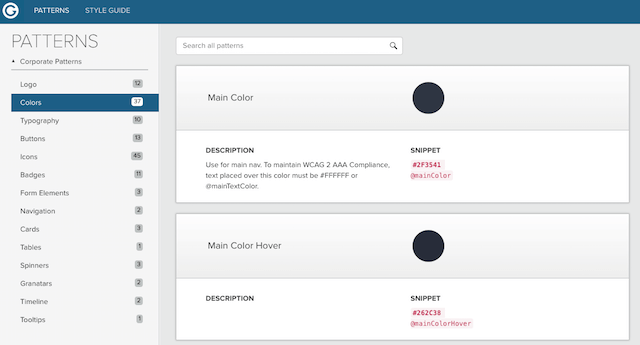 G
PATTERNS STYLE GUIDE
PATTERNS
Corporate Patterns
Logo 12
Colors 37
Typography 10
Buttons 13
Icons 45
Badges 11
Form Elements 3
Navigation 2
Cards 3
Tables 1
Spinners 3
Granatars 2
Timeline 2
Tooltips 1
Search all patterns
Main Color
DESCRIPTION
Use for main nav. To maintain WCAG 2 AAA Compliance,
text placed over this color must be #FFFFFF or
@mainTextColor.
SNIPPET
#2F3541
@mainColor
Main Color Hover
DESCRIPTION
SNIPPET
#262C38
@mainColorHover